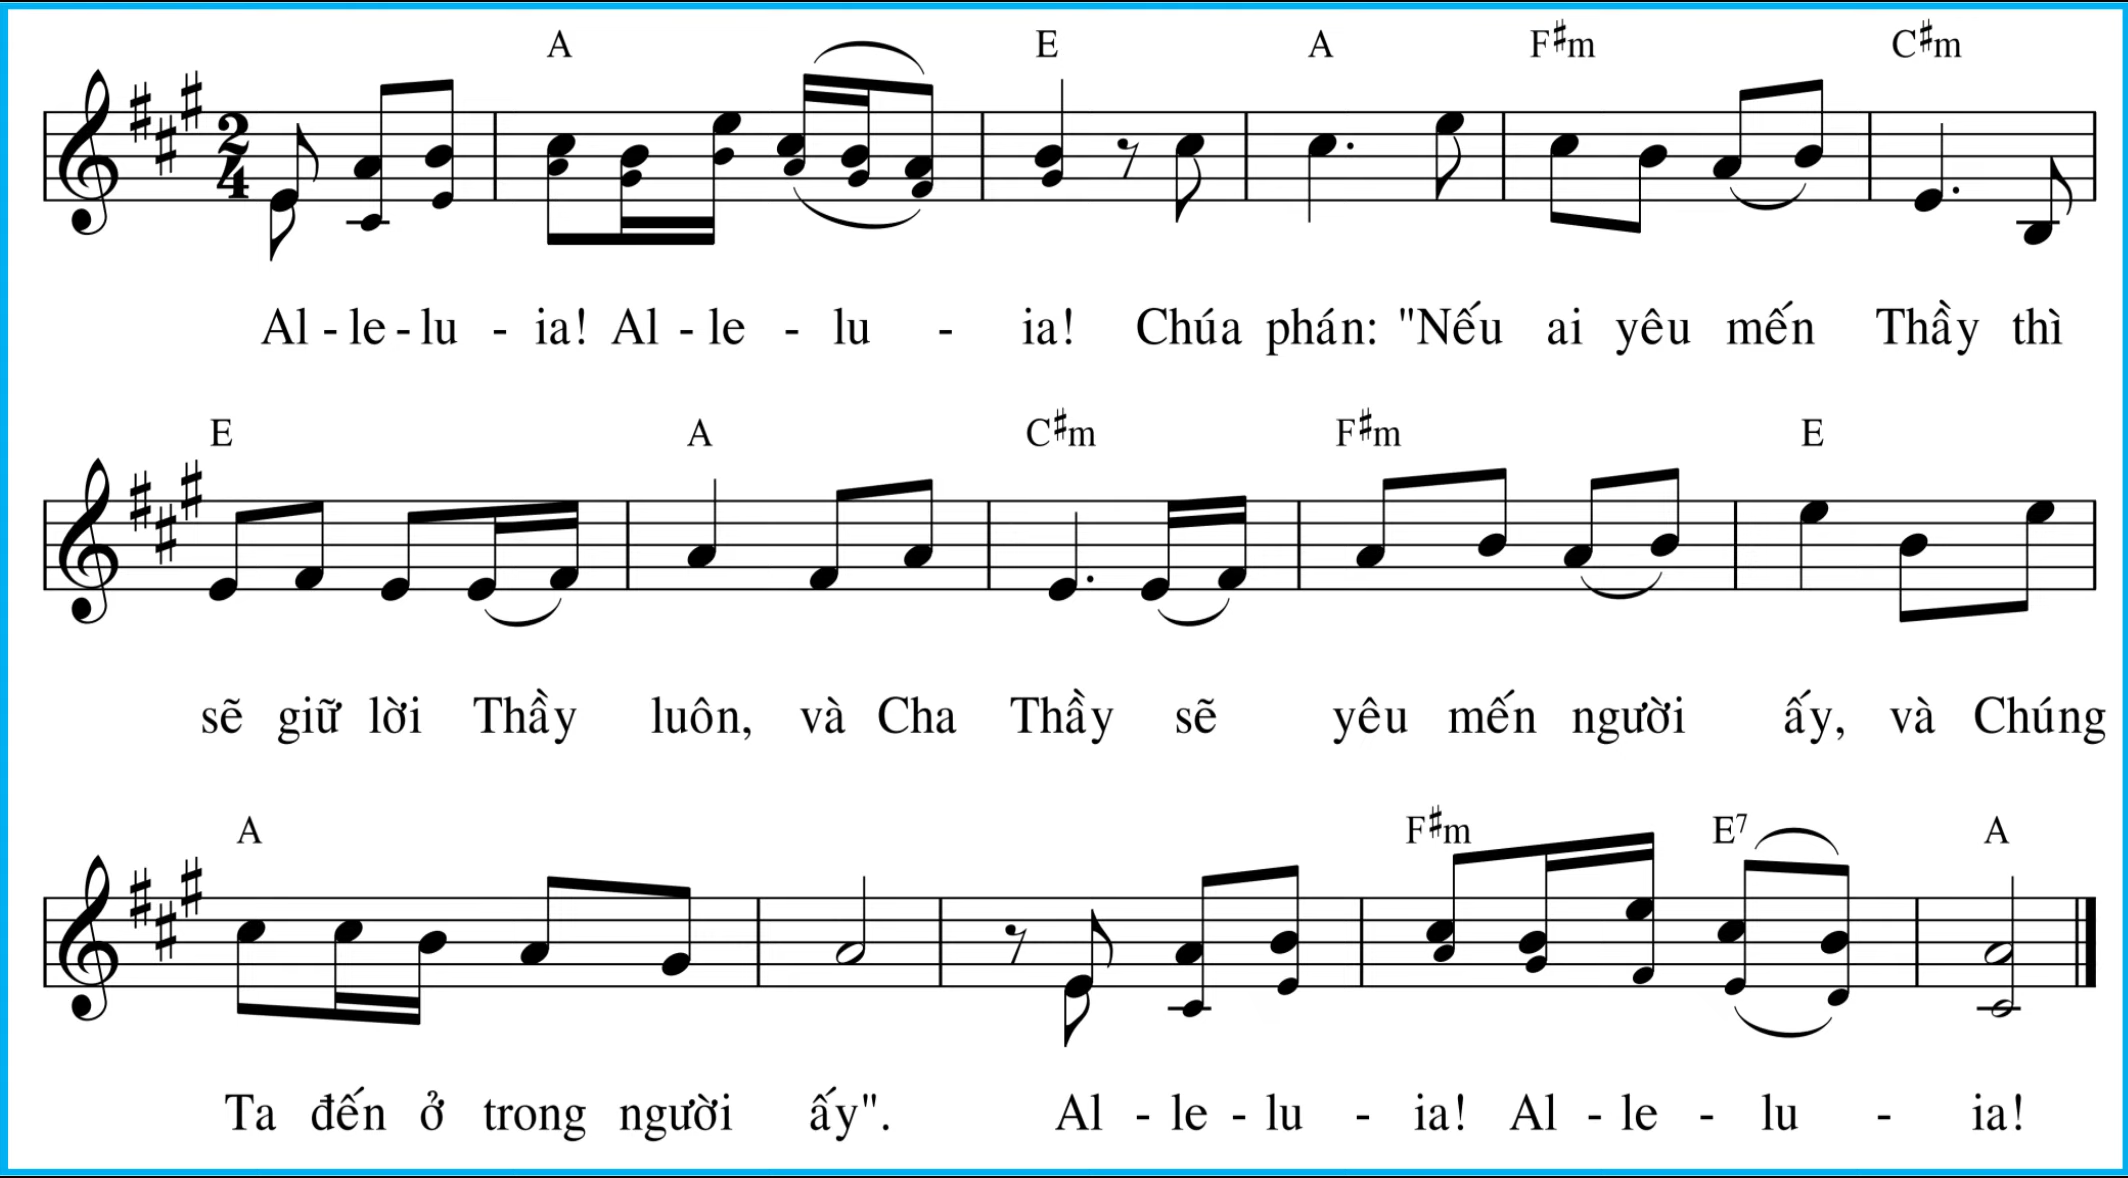 A E A F♯m C♯m
2
4
Al - le - lu - ia! Al - le - lu - ia! Chúa phán: "Nếu ai yêu mến Thầy thì
E A C♯m F♯m E
sẽ giữ lời Thầy luôn, và Cha Thầy sẽ yêu mến người ấy, và Chúng
A F♯m E7 A
Ta đến ở trong người ấy". Al - le - lu - ia! Al - le - lu - ia!